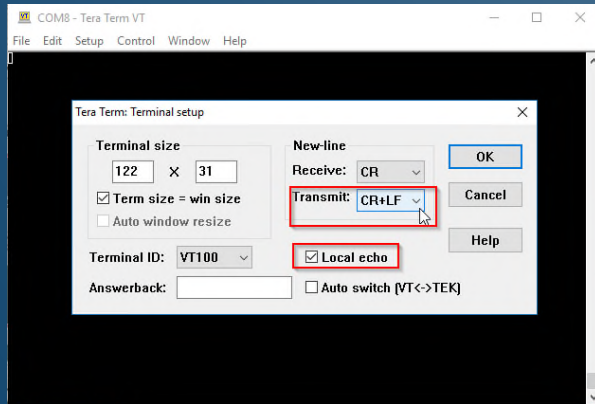 VT COM8 - Tera Term VT
File Edit Setup Control Window Help
Tera Term: Terminal setup
Terminal size
122 X 31
Term size = win size
Auto window resize
New-line
Receive: CR
Transmit: CR+LF
OK
Cancel
Help
Terminal ID: VT100
Local echo
Answerback:
Auto switch (VT<->TEK)